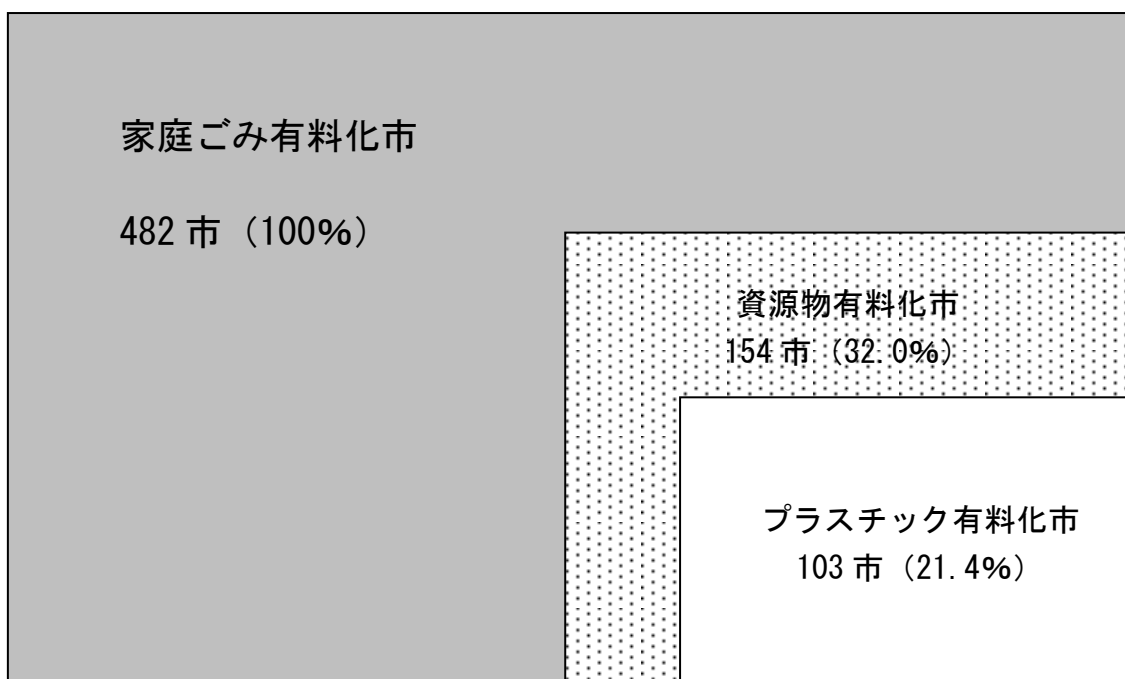 家庭ごみ有料化市
482 市（100%）
資源物有料化市
154 市（32.0%）
プラスチック有料化市
103 市（21.4%）